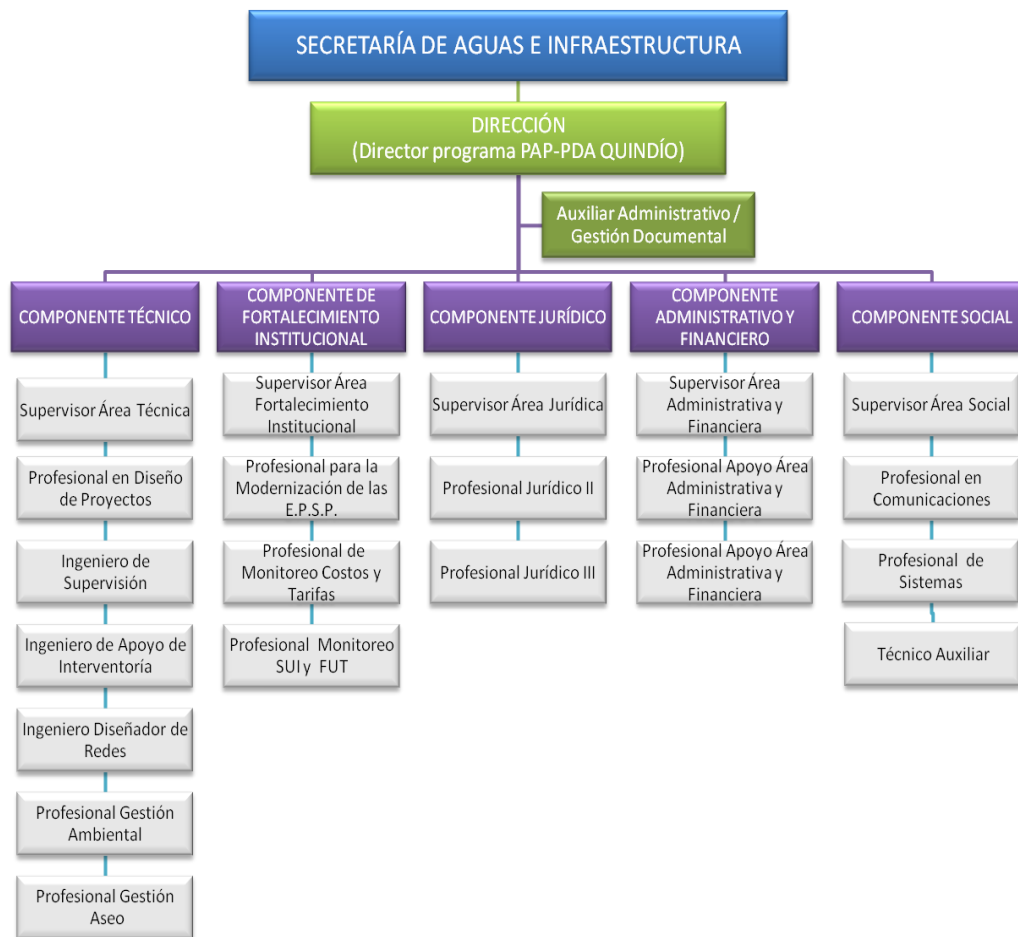 SECRETARÍA DE AGUAS E INFRAESTRUCTURA
DIRECCIÓN
(Director programa PAP-PDA QUINDÍO)
Auxiliar Administrativo /
Gestión Documental
COMPONENTE TÉCNICO
Supervisor Área Técnica
Profesional en Diseño
de Proyectos
Ingeniero de
Supervisión
Ingeniero de Apoyo de
Interventoría
Ingeniero Diseñador de
Redes
Profesional Gestión
Ambiental
Profesional Gestión
Aseo
COMPONENTE DE
FORTALECIMIENTO
INSTITUCIONAL
Supervisor Área
Fortalecimiento
Institucional
Profesional para la
Modernización de las
E.P.S.P.
Profesional de
Monitoreo Costos y
Tarifas
Profesional Monitoreo
SUI y FUT
COMPONENTE JURÍDICO
Supervisor Área Jurídica
Profesional Jurídico II
Profesional Jurídico III
COMPONENTE
ADMINISTRATIVO Y
FINANCIERO
Supervisor Área
Administrativa y
Financiera
Profesional Apoyo Área
Administrativa y
Financiera
Profesional Apoyo Área
Administrativa y
Financiera
COMPONENTE SOCIAL
Supervisor Área Social
Profesional en
Comunicaciones
Profesional de
Sistemas
Técnico Auxiliar